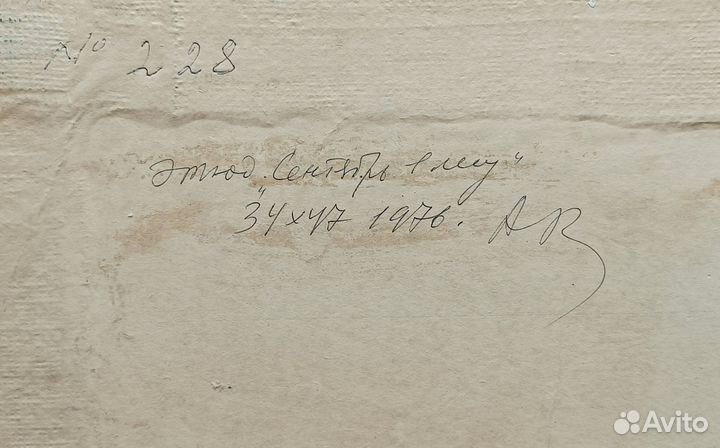 № 228
этюд „Сентябрь в лесу"
34х47 1976.
Avito